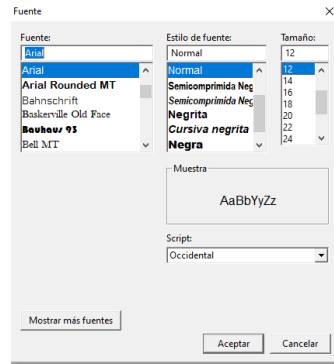 Fuente
Fuente:
Arial
Arial
Arial Rounded MT
Bahnschrift
Baskerville Old Face
Bauhaus 93
Bell MT
Estilo de fuente:
Normal
Normal
Semicomprimida Neg
Semicomprimida Neg
Negrita
Cursiva negrita
Negra
Tamaño:
12
12
14
16
18
20
22
24
Muestra
AaBbYyZz
Script:
Occidental
Mostrar más fuentes
Aceptar
Cancelar